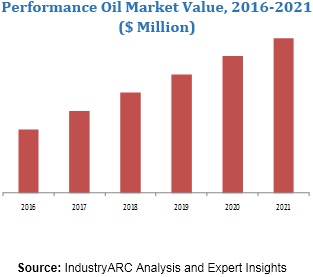 Performance Oil Market Value, 2016-2021
($ Million)
2016 2017 2018 2019 2020 2021
Source: IndustryARC Analysis and Expert Insights